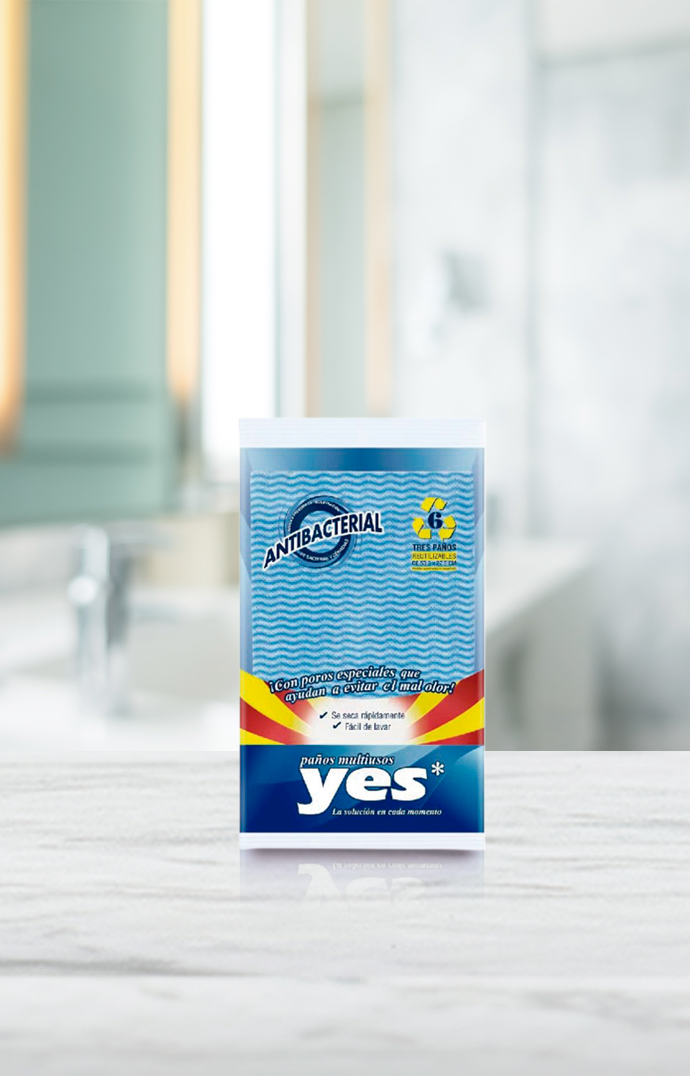 ANTIBACTERIAL
6
TRES PAÑOS
REUTILIZABLES
¡Con poros especiales que
ayudan a evitar el mal olor!
✔ Se seca rápidamente
✔ Fácil de lavar
paños multiusos
yes*
La solución en cada momento